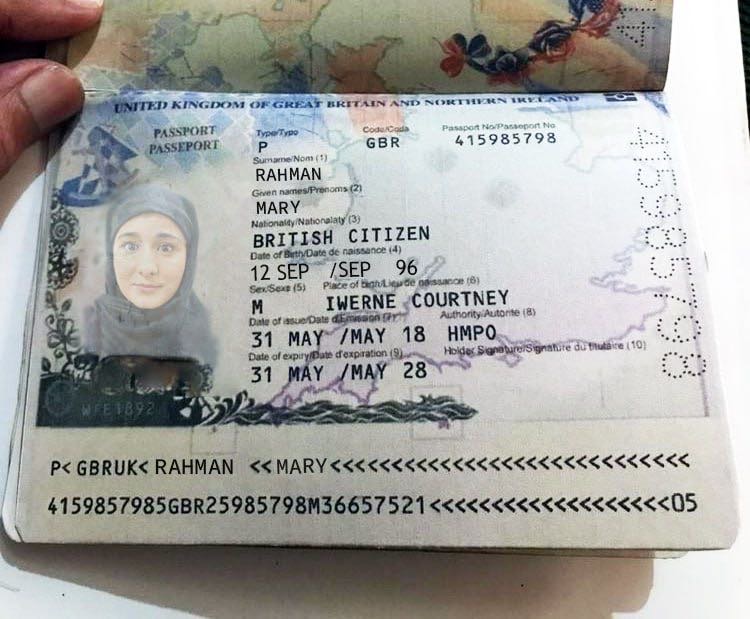 UNITED KINGDOM OF GREAT BRITAIN AND NORTHERN IRELAND
PASSPORT
PASSEPORT
Type/Typo
Code/Coda
Passport No/Passeport No
P
GBR
415985798
Surname/Nom (1)
RAHMAN
Given names/Prenoms (2)
MARY
Nationality/Nationalaty (3)
BRITISH CITIZEN
Date of Birth/Date de naissance (4)
12 SEP /SEP 96
Sex/Sexe (5)
Place of birth/Lieu de naissance (6)
M
IWERNE COURTNEY
Date of issue/Date d'Emission (7)
Authority/Autorite (8)
31 MAY /MAY 18
HMPO
Date of expiry/Date d'expiration (9)
Holder Signature/Signature du titulaire (10)
31 MAY /MAY 28
WFE1892
415985798
P< GBRUK< RAHMAN <<MARY<<<<<<<<<<<<<<<<<<<<<<<<<<<<<
4159857985GBR25985798M36657521<<<<<<<<<<<<<<<<<<<05